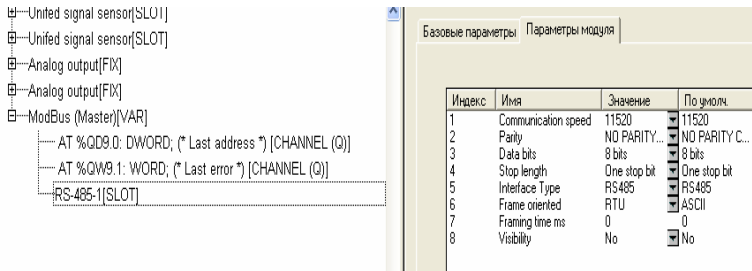 Unifed signal sensor[SLOT]
Unifed signal sensor[SLOT]
Analog output[FIX]
Analog output[FIX]
ModBus (Master)[VAR]
AT %QD9.0: DWORD; (* Last address *) [CHANNEL (Q)]
AT %QW9.1: WORD; (* Last error *) [CHANNEL (Q)]
RS-485-1[SLOT]
Базовые параметры Параметры модуля
Индекс Имя Значение По умолч.
1 Communication speed 11520 11520
2 Parity NO PARITY... NO PARITY C...
3 Data bits 8 bits 8 bits
4 Stop length One stop bit One stop bit
5 Interface Type RS485 RS485
6 Frame oriented RTU ASCII
7 Framing time ms 0 0
8 Visibility No No